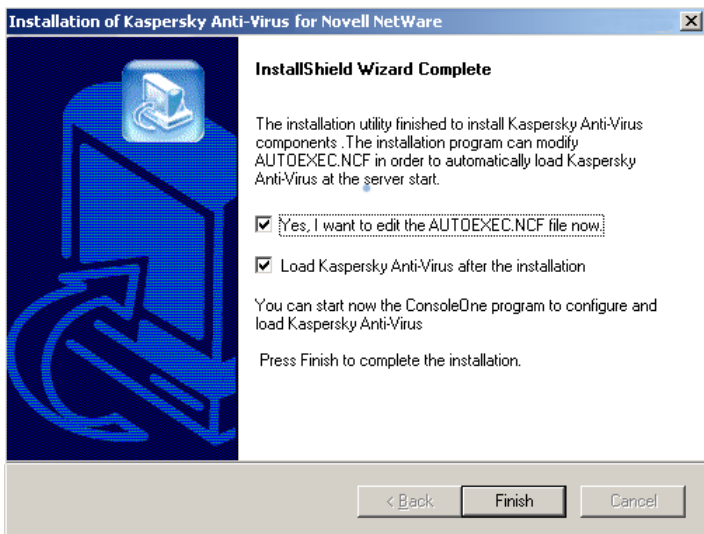 Installation of Kaspersky Anti-Virus for Novell NetWare
InstallShield Wizard Complete
The installation utility finished to install Kaspersky Anti-Virus
components .The installation program can modify
AUTOEXEC.NCF in order to automatically load Kaspersky
Anti-Virus at the server start.
Yes, I want to edit the AUTOEXEC.NCF file now.
Load Kaspersky Anti-Virus after the installation
You can start now the ConsoleOne program to configure and
load Kaspersky Anti-Virus
Press Finish to complete the installation.
< Back Finish Cancel